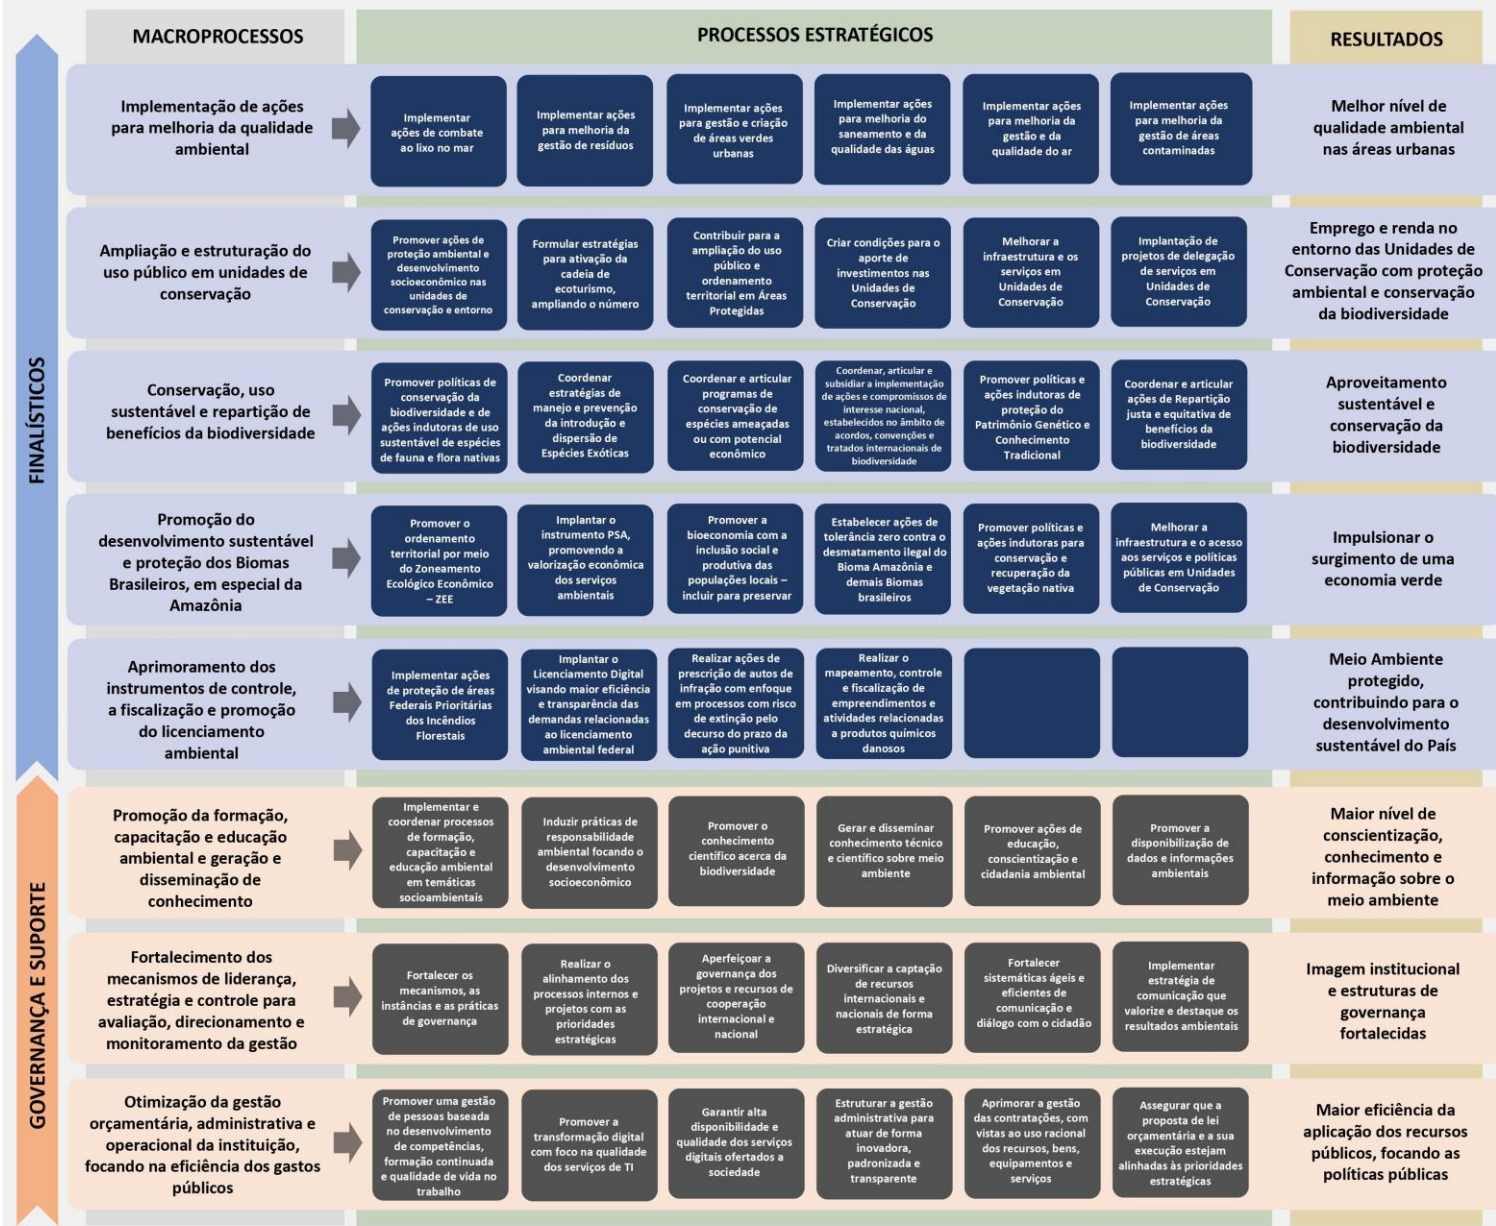 MACROPROCESSOS
PROCESSOS ESTRATÉGICOS
RESULTADOS
FINALÍSTICOS
Implementação de ações
para melhoria da qualidade
ambiental
Implementar
ações de combate
ao lixo no mar
Implementar ações
para melhoria da
gestão de resíduos
Implementar ações
para gestão e criação
de áreas verdes
urbanas
Implementar ações
para melhoria do
saneamento e da
qualidade das águas
Implementar ações
para melhoria da
gestão e da
qualidade do ar
Implementar ações
para melhoria da
gestão de áreas
contaminadas
Melhor nível de
qualidade ambiental
nas áreas urbanas
Ampliação e estruturação do
uso público em unidades de
conservação
Promover ações de
proteção ambiental e
desenvolvimento
socioeconômico nas
unidades de
conservação e entorno
Formular estratégias
para ativação da
cadeia de
ecoturismo,
ampliando o número
Contribuir para a
ampliação do uso
público e
ordenamento
territorial em Áreas
Protegidas
Criar condições para o
aporte de
investimentos nas
Unidades de
Conservação
Melhorar a
infraestrutura e os
serviços em
Unidades de
Conservação
Implantação de
projetos de delegação
de serviços em
Unidades de
Conservação
Emprego e renda no
entorno das Unidades de
Conservação com proteção
ambiental e conservação
da biodiversidade
Conservação, uso
sustentável e repartição de
benefícios da biodiversidade
Promover políticas de
conservação da
biodiversidade e de
ações indutoras de uso
sustentável de espécies
de fauna e flora nativas
Coordenar
estratégias de
manejo e prevenção
da introdução e
dispersão de
Espécies Exóticas
Coordenar e articular
programas de
conservação de
espécies ameaçadas
ou com potencial
econômico
Coordenar, articular e
subsidiar a implementação
de ações e compromissos de
interesse nacional,
estabelecidos no âmbito de
acordos, convenções e
tratados internacionais de
biodiversidade
Promover políticas e
ações indutoras de
proteção do
Patrimônio Genético e
Conhecimento
Tradicional
Coordenar e articular
ações de Repartição
justa e equitativa de
benefícios da
biodiversidade
Aproveitamento
sustentável e
conservação da
biodiversidade
Promoção do
desenvolvimento sustentável
e proteção dos Biomas
Brasileiros, em especial da
Amazônia
Promover o
ordenamento
territorial por meio
do Zoneamento
Ecológico Econômico
– ZEE
Implantar o
instrumento PSA,
promovendo a
valorização econômica
dos serviços
ambientais
Promover a
bioeconomia com a
inclusão social e
produtiva das
populações locais –
incluir para preservar
Estabelecer ações de
tolerância zero contra o
desmatamento ilegal do
Bioma Amazônia e
demais Biomas
brasileiros
Promover políticas e
ações indutoras para
conservação e
recuperação da
vegetação nativa
Melhorar a
infraestrutura e o acesso
aos serviços e políticas
públicas em Unidades
de Conservação
Impulsionar o
surgimento de uma
economia verde
Aprimoramento dos
instrumentos de controle,
a fiscalização e promoção
do licenciamento
ambiental
Implementar ações
de proteção de áreas
Federais Prioritárias
dos Incêndios
Florestais
Implantar o
Licenciamento Digital
visando maior eficiência
e transparência das
demandas relacionadas
ao licenciamento
ambiental federal
Realizar ações de
prescrição de autos de
infração com enfoque
em processos com risco
de extinção pelo
decurso do prazo da
ação punitiva
Realizar o
mapeamento, controle
e fiscalização de
empreendimentos e
atividades relacionadas
a produtos químicos
danosos
Meio Ambiente
protegido,
contribuindo para o
desenvolvimento
sustentável do País
GOVERNANÇA E SUPORTE
Promoção da formação,
capacitação e educação
ambiental e geração e
disseminação de
conhecimento
Implementar e
coordenar processos
de formação,
capacitação e
educação ambiental
em temáticas
socioambientais
Induzir práticas de
responsabilidade
ambiental focando o
desenvolvimento
socioeconômico
Promover o
conhecimento
científico acerca da
biodiversidade
Gerar e disseminar
conhecimento técnico
e científico sobre meio
ambiente
Promover ações de
educação,
conscientização e
cidadania ambiental
Promover a
disponibilização de
dados e informações
ambientais
Maior nível de
conscientização,
conhecimento e
informação sobre o
meio ambiente
Fortalecimento dos
mecanismos de liderança,
estratégia e controle para
avaliação, direcionamento e
monitoramento da gestão
Fortalecer os
mecanismos, as
instâncias e as práticas
de governança
Realizar o
alinhamento dos
processos internos e
projetos com as
prioridades
estratégicas
Aperfeiçoar a
governança dos
projetos e recursos de
cooperação
internacional e
nacional
Diversificar a captação
de recursos
internacionais e
nacionais de forma
estratégica
Fortalecer
sistemáticas ágeis e
eficientes de
comunicação e
diálogo com o cidadão
Implementar
estratégia de
comunicação que
valorize e destaque os
resultados ambientais
Imagem institucional
e estruturas de
governança
fortalecidas
Otimização da gestão
orçamentária, administrativa e
operacional da instituição,
focando na eficiência dos gastos
públicos
Promover uma gestão
de pessoas baseada
no desenvolvimento
de competências,
formação continuada
e qualidade de vida no
trabalho
Promover a
transformação digital
com foco na qualidade
dos serviços de TI
Garantir alta
disponibilidade e
qualidade dos serviços
digitais ofertados a
sociedade
Estruturar a gestão
administrativa para
atuar de forma
inovadora,
padronizada e
transparente
Aprimorar a gestão
das contratações, com
vistas ao uso racional
dos recursos, bens,
equipamentos e
serviços
Assegurar que a
proposta de lei
orçamentária e a sua
execução estejam
alinhadas às prioridades
estratégicas
Maior eficiência da
aplicação dos recursos
públicos, focando as
políticas públicas